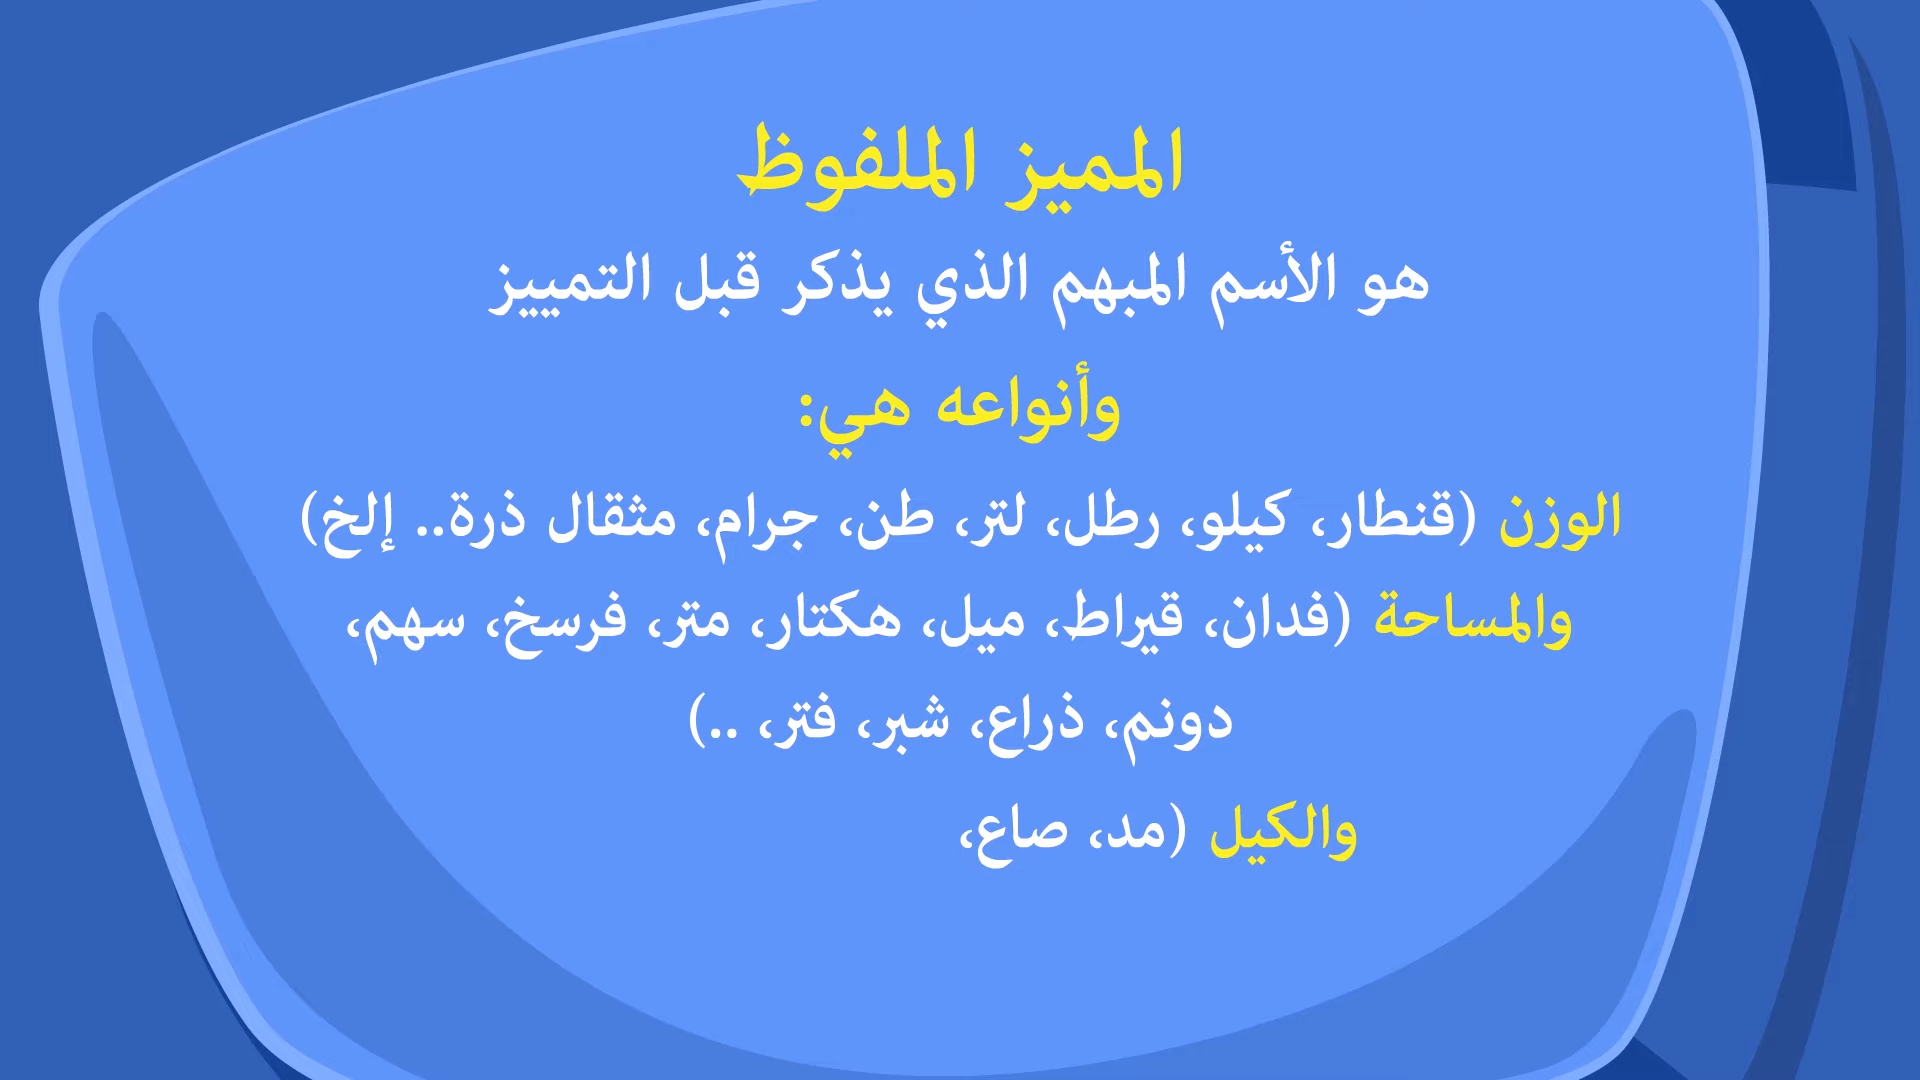 المميز الملفوظ
هو الأسم المبهم الذي يذكر قبل التمييز
وأنواعه هي:
الوزن (قنطار، كيلو، رطل، لتر، طن، جرام، مثقال ذرة.. إلخ)
والمساحة (فدان، قيراط، ميل، هكتار، متر، فرسخ، سهم،
دونم، ذراع، شبر، فتر، ..)
والكيل (مد، صاع،